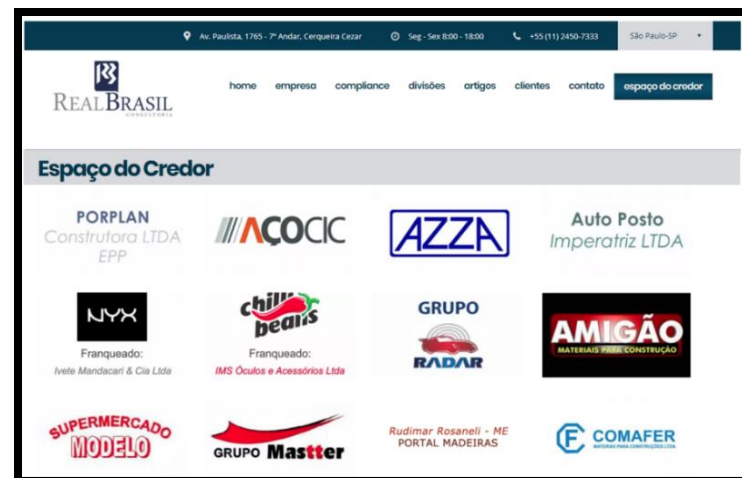 Av. Paulista, 1765 - 7º Andar, Cerqueira Cezar Seg - Sex 8:00 - 18:00 +55 (11) 2450-7333 São Paulo-SP
REAL BRASIL
CONSULTORIA
home empresa compliance divisões artigos clientes contato espaço do credor
Espaço do Credor
PORPLAN
Construtora LTDA
EPP
AÇOCIC
AZZA
Auto Posto
Imperatriz LTDA
NYX
Franqueado:
Ivete Mandacari & Cia Ltda
chilli
beans
Franqueado:
IMS Óculos e Acessórios Ltda
GRUPO
RADAR
AMIGÃO
MATERIAIS PARA CONSTRUÇÃO
SUPERMERCADO
MODELO
GRUPO Mastter
Rudimar Rosaneli - ME
PORTAL MADEIRAS
COMAFER